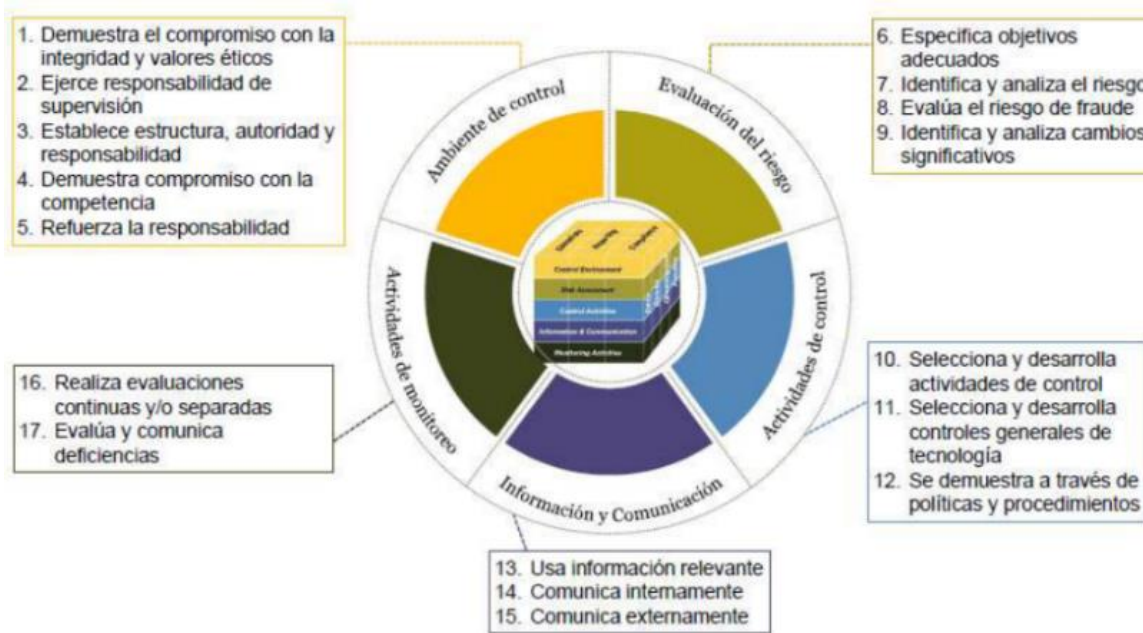 1. Demuestra el compromiso con la
integridad y valores éticos
2. Ejerce responsabilidad de
supervisión
3. Establece estructura, autoridad y
responsabilidad
4. Demuestra compromiso con la
competencia
5. Refuerza la responsabilidad
Ambiente de control
Evaluación del riesgo
6. Especifica objetivos
adecuados
7. Identifica y analiza el riesgo
8. Evalúa el riesgo de fraude
9. Identifica y analiza cambios
significativos
Control Environment
Risk Assessment
Control Activities
Information & Communication
Monitoring Activities
Actividades de monitoreo
Actividades de control
16. Realiza evaluaciones
continuas y/o separadas
17. Evalúa y comunica
deficiencias
10. Selecciona y desarrolla
actividades de control
11. Selecciona y desarrolla
controles generales de
tecnología
12. Se demuestra a través de
políticas y procedimientos
Información y Comunicación
13. Usa información relevante
14. Comunica internamente
15. Comunica externamente